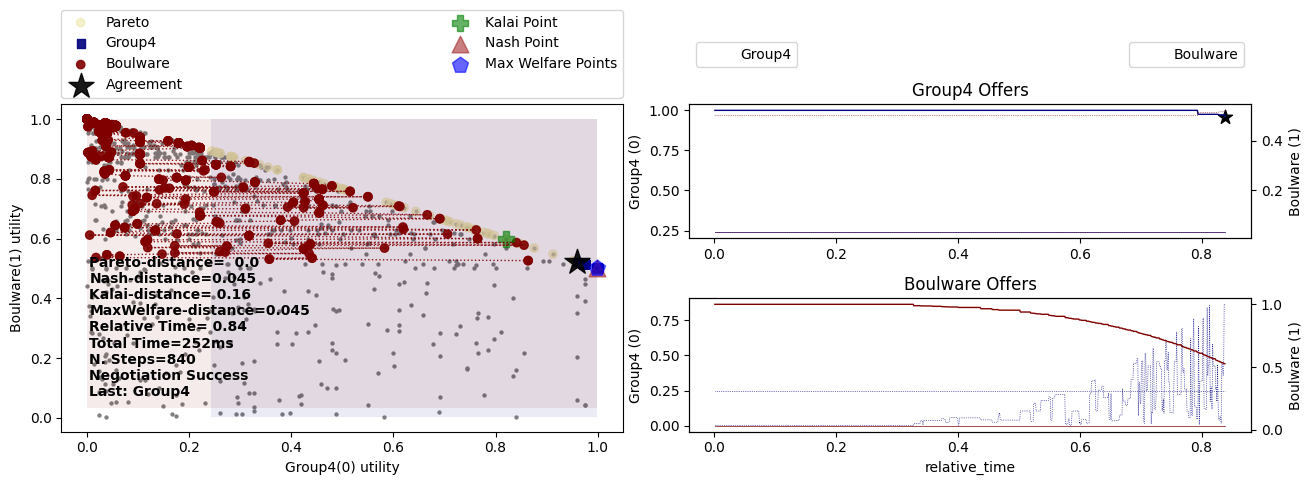 Pareto
Group4
Boulware
Agreement
Kalai Point
Nash Point
Max Welfare Points
1.0
0.8
0.6
0.4
0.2
0.0
Boulware(1) utility
Pareto-distance= 0.0
Nash-distance=0.045
Kalai-distance= 0.16
MaxWelfare-distance=0.045
Relative Time= 0.84
Total Time=252ms
N. Steps=840
Negotiation Success
Last: Group4
0.0 0.2 0.4 0.6 0.8 1.0
Group4(0) utility
Group4
Boulware
Group4 Offers
1.00
0.75
0.50
0.25
Group4 (0)
0.4
0.2
Boulware (1)
0.0 0.2 0.4 0.6 0.8
Boulware Offers
0.75
0.50
0.25
0.00
Group4 (0)
1.0
0.5
0.0
Boulware (1)
0.0 0.2 0.4 0.6 0.8
relative_time